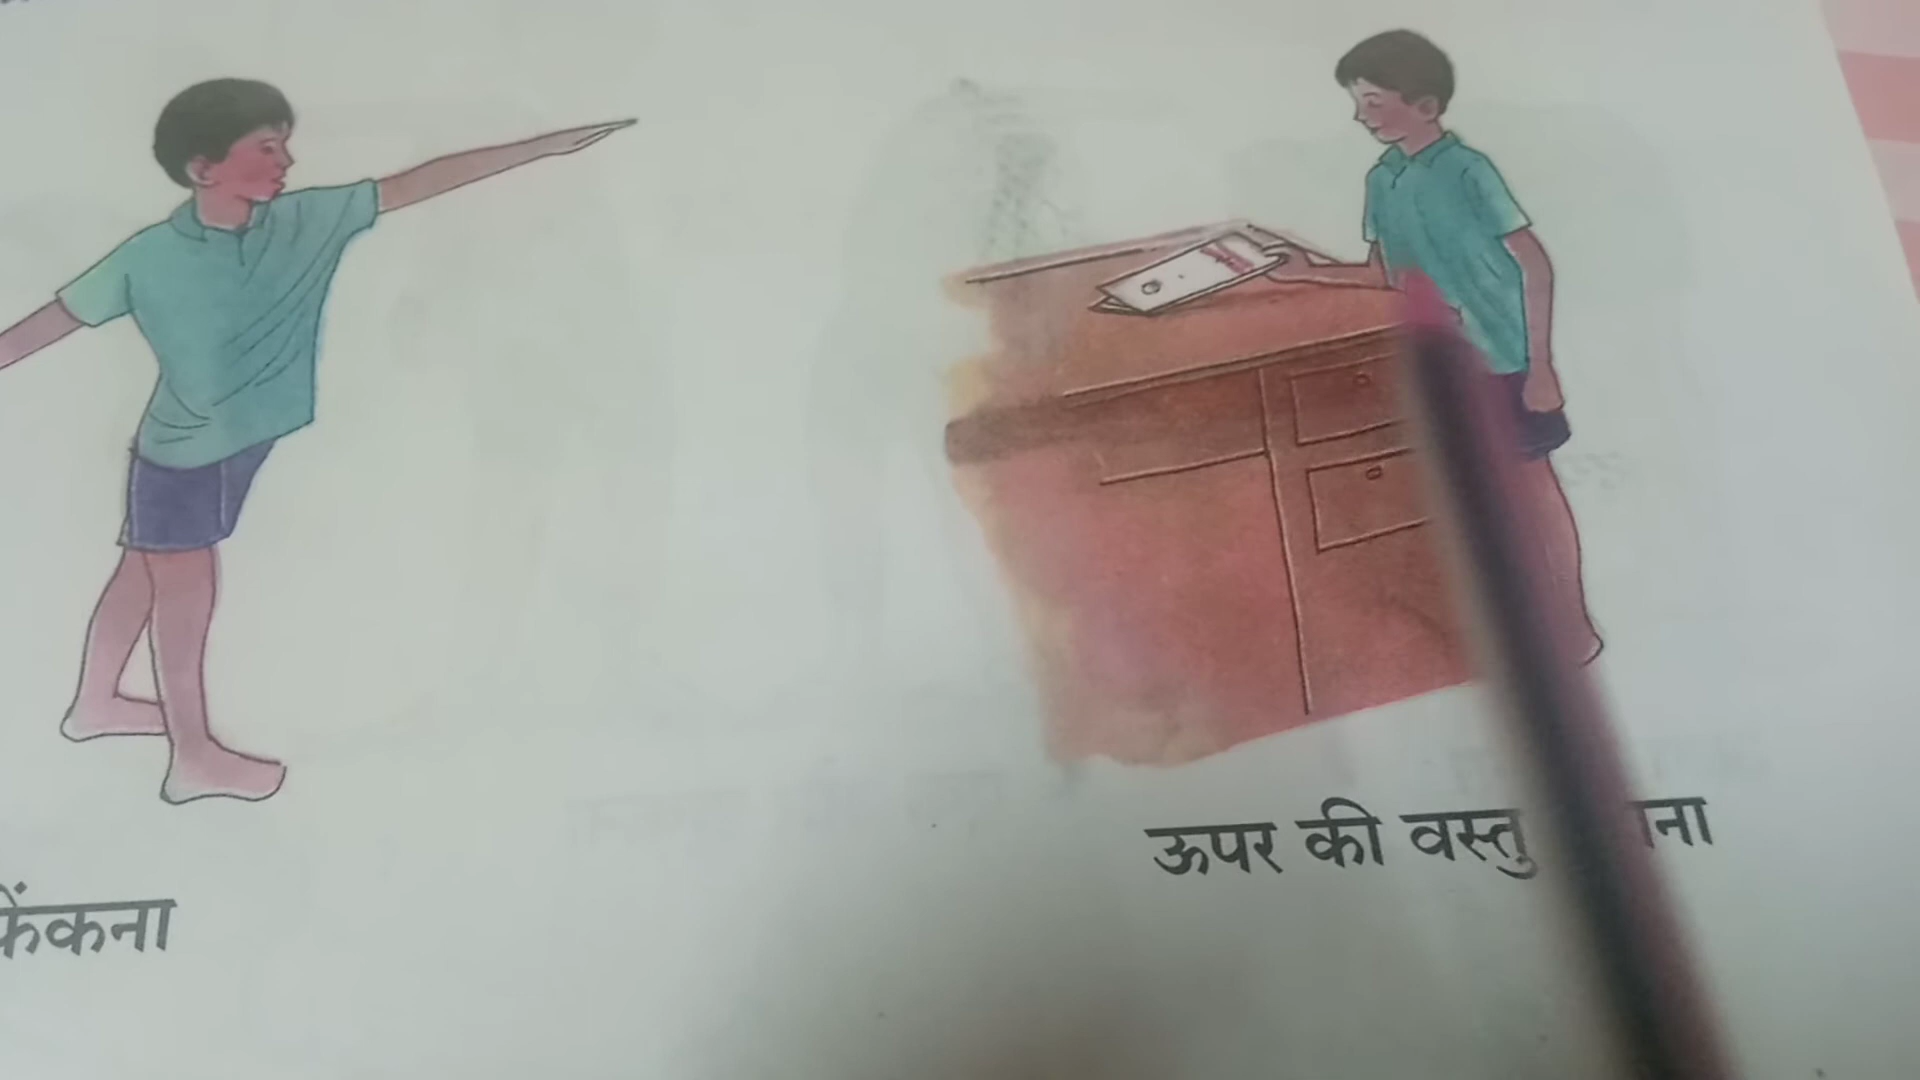 फेंकना
ऊपर की वस्तु